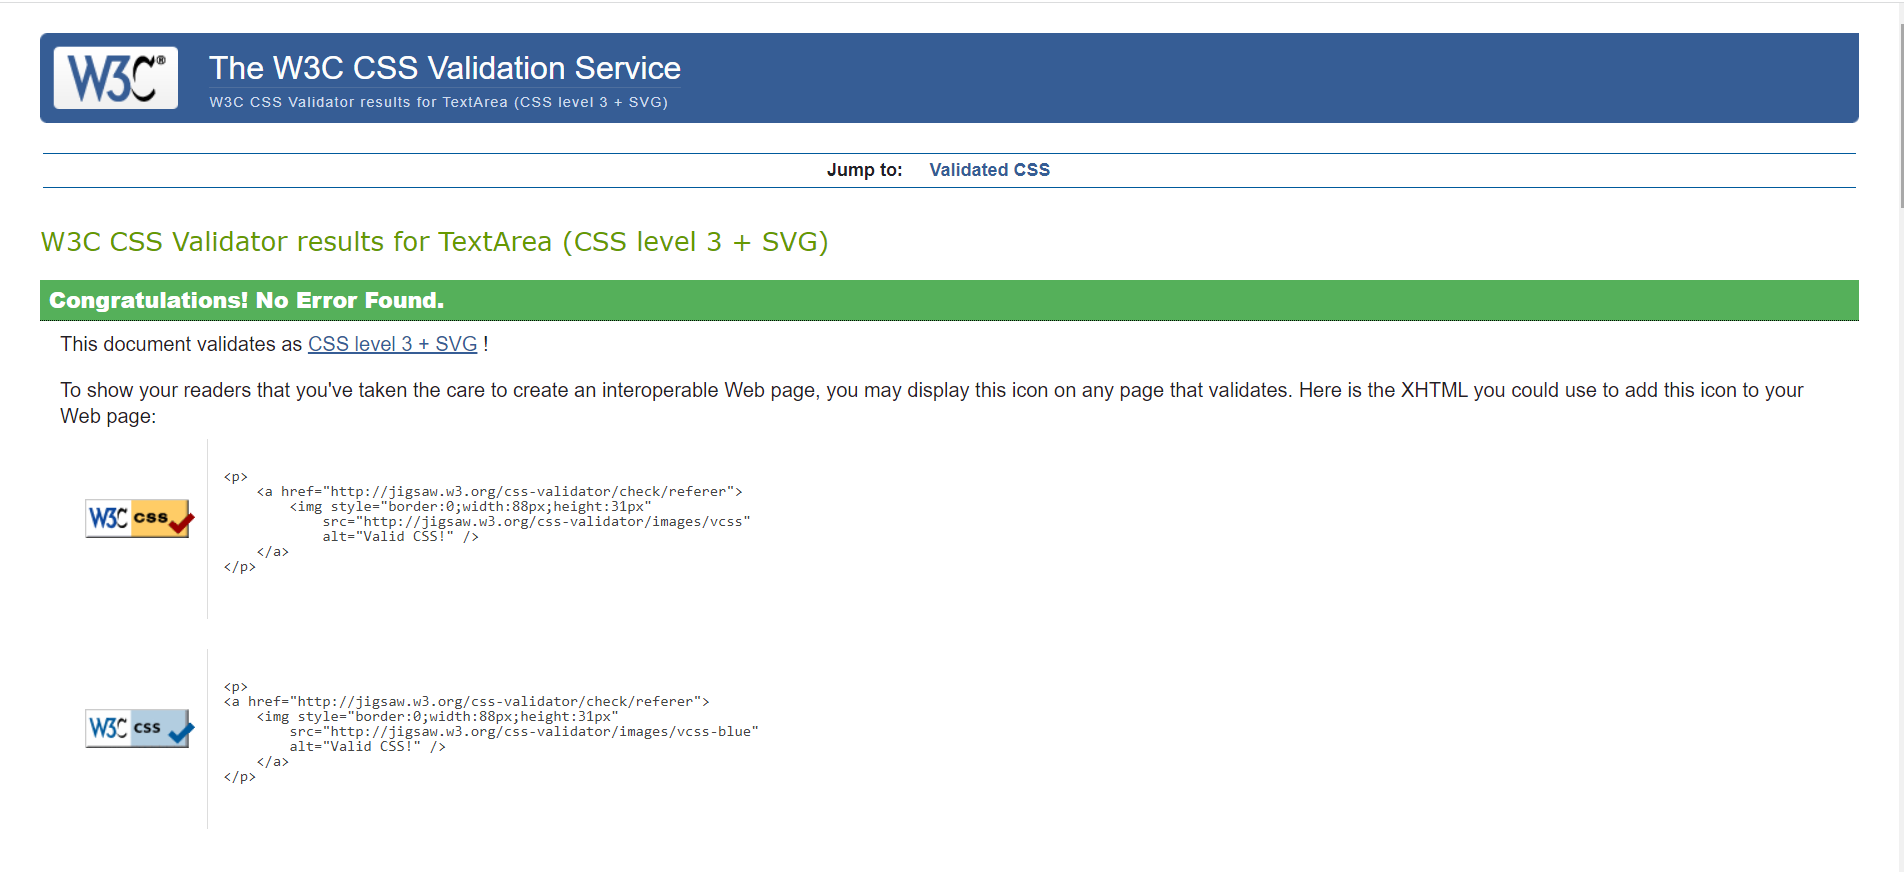 W3C®
The W3C CSS Validation Service
W3C CSS Validator results for TextArea (CSS level 3 + SVG)
Jump to: Validated CSS
W3C CSS Validator results for TextArea (CSS level 3 + SVG)
Congratulations! No Error Found.
This document validates as CSS level 3 + SVG !
To show your readers that you've taken the care to create an interoperable Web page, you may display this icon on any page that validates. Here is the XHTML you could use to add this icon to your
Web page:
W3C css
<p>
<a href="http://jigsaw.w3.org/css-validator/check/referer">
<img style="border:0;width:88px;height:31px"
src="http://jigsaw.w3.org/css-validator/images/vcss"
alt="Valid CSS!" />
</a>
</p>
W3C css
<p>
<a href="http://jigsaw.w3.org/css-validator/check/referer">
<img style="border:0;width:88px;height:31px"
src="http://jigsaw.w3.org/css-validator/images/vcss-blue"
alt="Valid CSS!" />
</a>
</p>